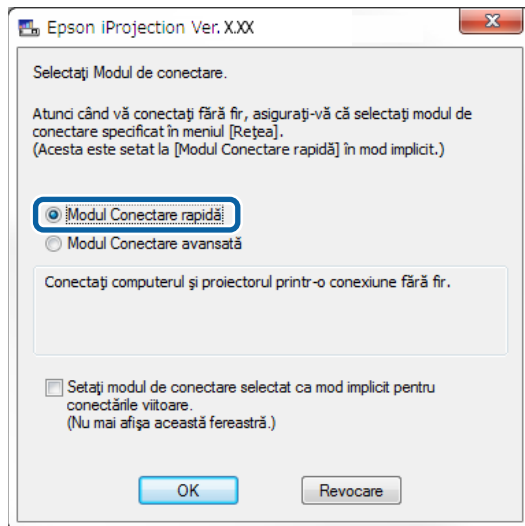 Epson iProjection Ver. X.XX
Selectaţi Modul de conectare.
Atunci când vă conectaţi fără fir, asiguraţi-vă că selectaţi modul de
conectare specificat în meniul [Reţea].
(Acesta este setat la [Modul Conectare rapidă] în mod implicit.)
Modul Conectare rapidă
Modul Conectare avansată
Conectaţi computerul şi proiectorul printr-o conexiune fără fir.
Setaţi modul de conectare selectat ca mod implicit pentru
conectările viitoare.
(Nu mai afişa această fereastră.)
OK
Revocare